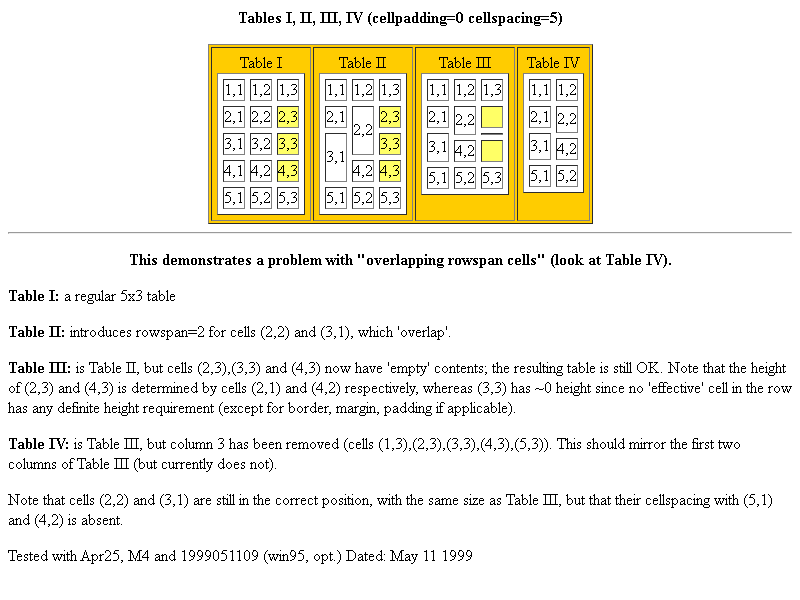 Tables I, II, III, IV (cellpadding=0 cellspacing=5)
Table I Table II Table III Table IV
1,1 1,2 1,3 1,1 1,2 1,3 1,1 1,2 1,3 1,1 1,2
2,1 2,2 2,3 2,1 2,2 2,3 2,1 2,2 2,1 2,2
3,1 3,2 3,3 3,1 3,3 3,1 3,1
4,1 4,2 4,3 4,2 4,3 4,2 4,2
5,1 5,2 5,3 5,1 5,2 5,3 5,1 5,2 5,3 5,1 5,2
This demonstrates a problem with "overlapping rowspan cells" (look at Table IV).
Table I: a regular 5x3 table
Table II: introduces rowspan=2 for cells (2,2) and (3,1), which 'overlap'.
Table III: is Table II, but cells (2,3),(3,3) and (4,3) now have 'empty' contents; the resulting table is still OK. Note that the height
of (2,3) and (4,3) is determined by cells (2,1) and (4,2) respectively, whereas (3,3) has ~0 height since no 'effective' cell in the row
has any definite height requirement (except for border, margin, padding if applicable).
Table IV: is Table III, but column 3 has been removed (cells (1,3),(2,3),(3,3),(4,3),(5,3)). This should mirror the first two
columns of Table III (but currently does not).
Note that cells (2,2) and (3,1) are still in the correct position, with the same size as Table III, but that their cellspacing with (5,1)
and (4,2) is absent.
Tested with Apr25, M4 and 1999051109 (win95, opt.) Dated: May 11 1999